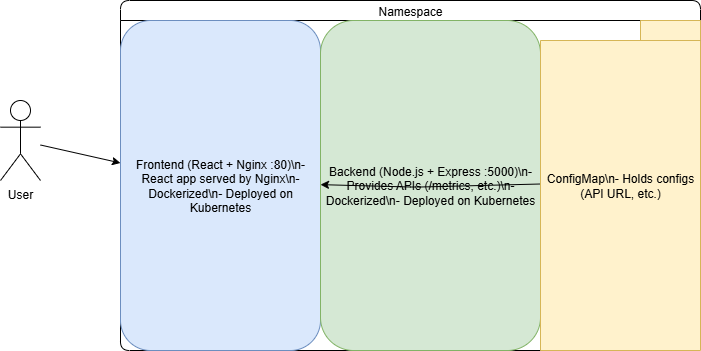 Namespace
User
Frontend (React + Nginx :80)\n-
React app served by Nginx\n-
Dockerized\n- Deployed on
Kubernetes
Backend (Node.js + Express :5000)\n-
Provides APIs (/metrics, etc.)\n-
Dockerized\n- Deployed on Kubernetes
ConfigMap\n- Holds configs
(API URL, etc.)